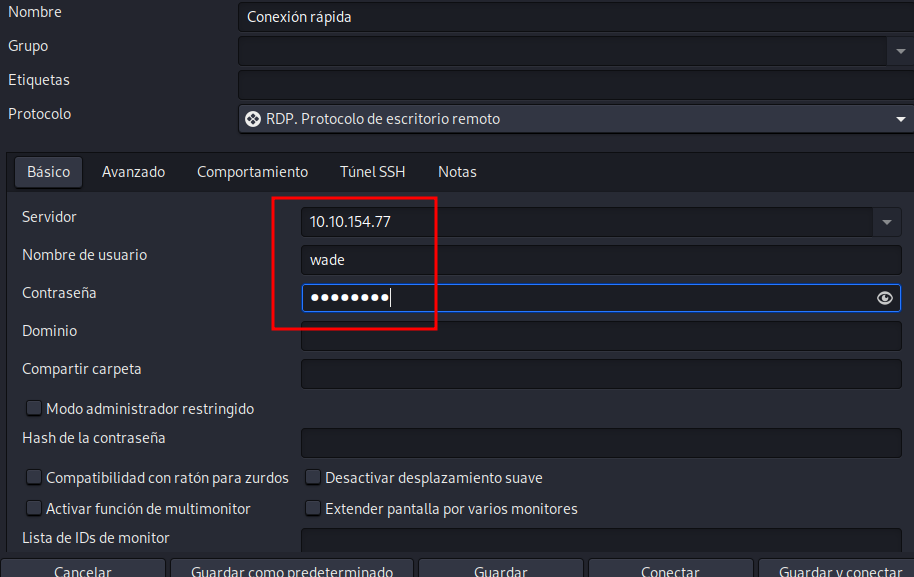 Nombre Conexión rápida
Grupo
Etiquetas
Protocolo RDP. Protocolo de escritorio remoto
Básico Avanzado Comportamiento Túnel SSH Notas
Servidor 10.10.154.77
Nombre de usuario wade
Contraseña ●●●●●●●●
Dominio
Compartir carpeta
Modo administrador restringido
Hash de la contraseña
Compatibilidad con ratón para zurdos Desactivar desplazamiento suave
Activar función de multimonitor Extender pantalla por varios monitores
Lista de IDs de monitor
Cancelar Guardar como predeterminado Guardar Conectar Guardar y conectar